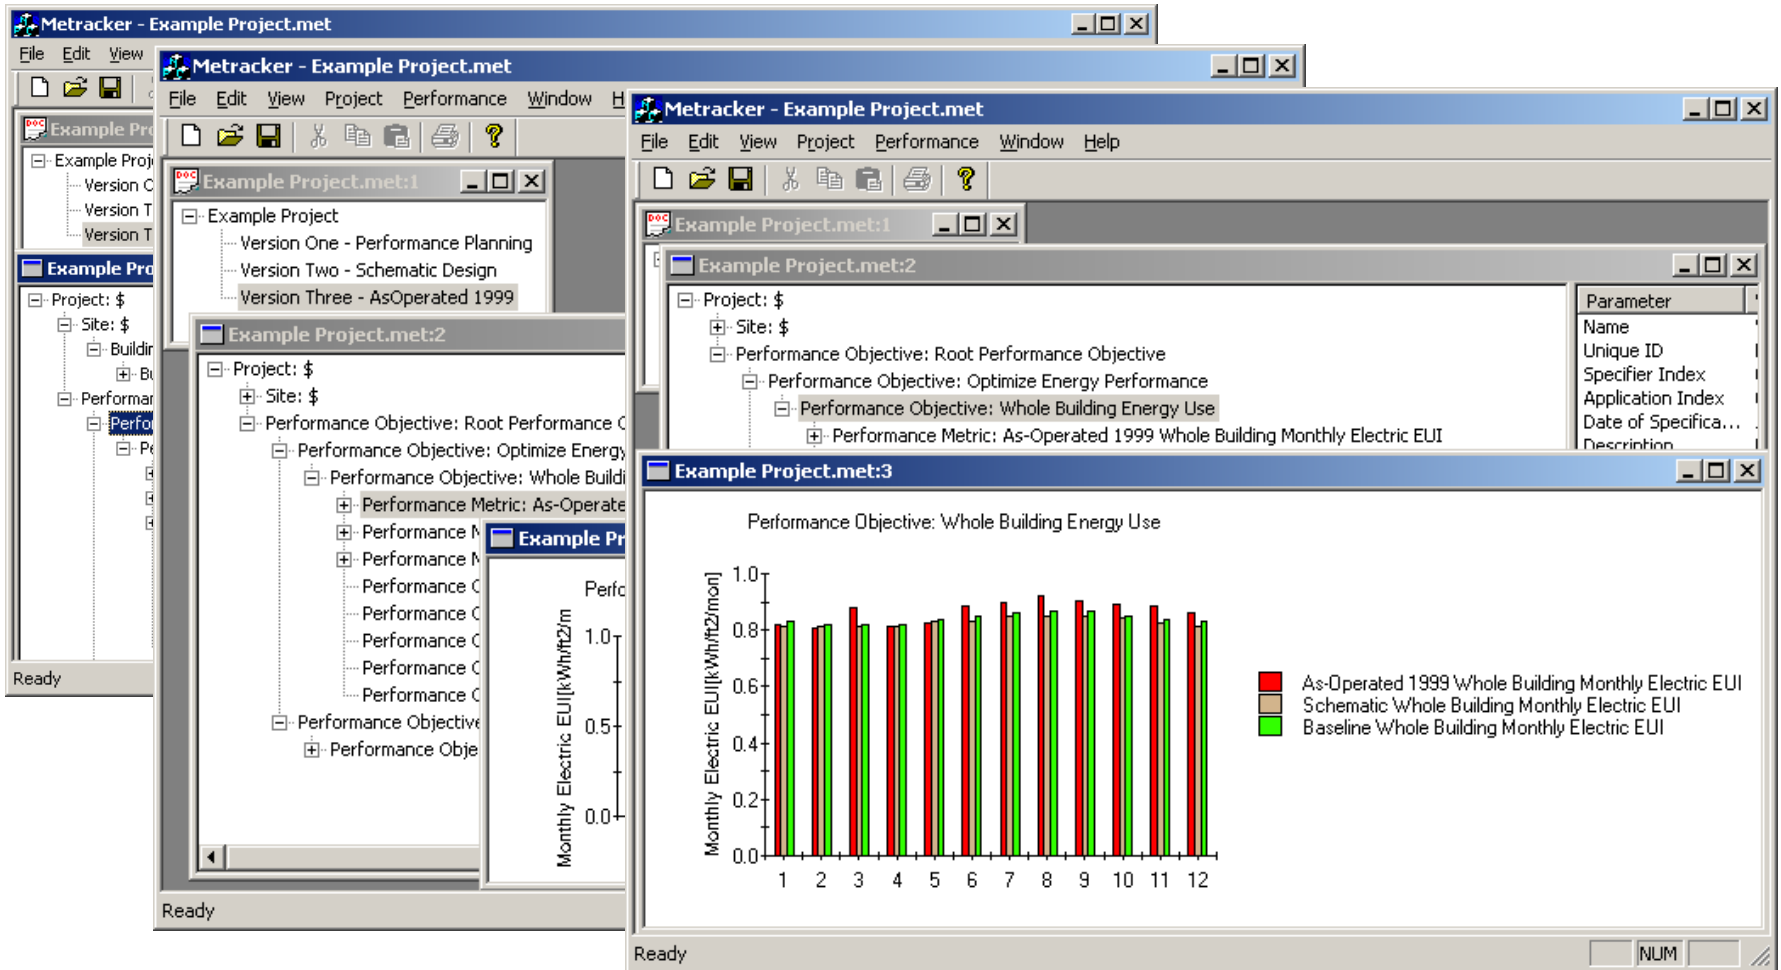 Metracker - Example Project.met
File Edit View
Example Pro
Example Proj
Version O
Version T
Version T
Example Pro
Project: $
Site: $
Buildin
Bu
Performan
Perfo
Pe
Ready
Metracker - Example Project.met
File Edit View Project Performance Window H
Example Project.met:1
Example Project
Version One - Performance Planning
Version Two - Schematic Design
Version Three - AsOperated 1999
Example Project.met:2
Project: $
Site: $
Performance Objective: Root Performance O
Performance Objective: Optimize Energy
Performance Objective: Whole Buildi
Performance Metric: As-Operate
Performance M
Performance M
Performance O
Performance O
Performance O
Performance O
Performance O
Performance Objective
Performance Obje
Example Pr
Perfo
Monthly Electric EUI[kWh/ft2/m
1.0
0.5
0.0
Ready
Metracker - Example Project.met
File Edit View Project Performance Window Help
Example Project.met:1
Example Project.met:2
Project: $
Site: $
Performance Objective: Root Performance Objective
Performance Objective: Optimize Energy Performance
Performance Objective: Whole Building Energy Use
Performance Metric: As-Operated 1999 Whole Building Monthly Electric EUI
Parameter
Name
Unique ID
Specifier Index
Application Index
Date of Specifica...
Description
Example Project.met:3
Performance Objective: Whole Building Energy Use
Monthly Electric EUI[kWh/ft2/mon]
1.0
0.8
0.6
0.4
0.2
0.0
1 2 3 4 5 6 7 8 9 10 11 12
As-Operated 1999 Whole Building Monthly Electric EUI
Schematic Whole Building Monthly Electric EUI
Baseline Whole Building Monthly Electric EUI
Ready
NUM